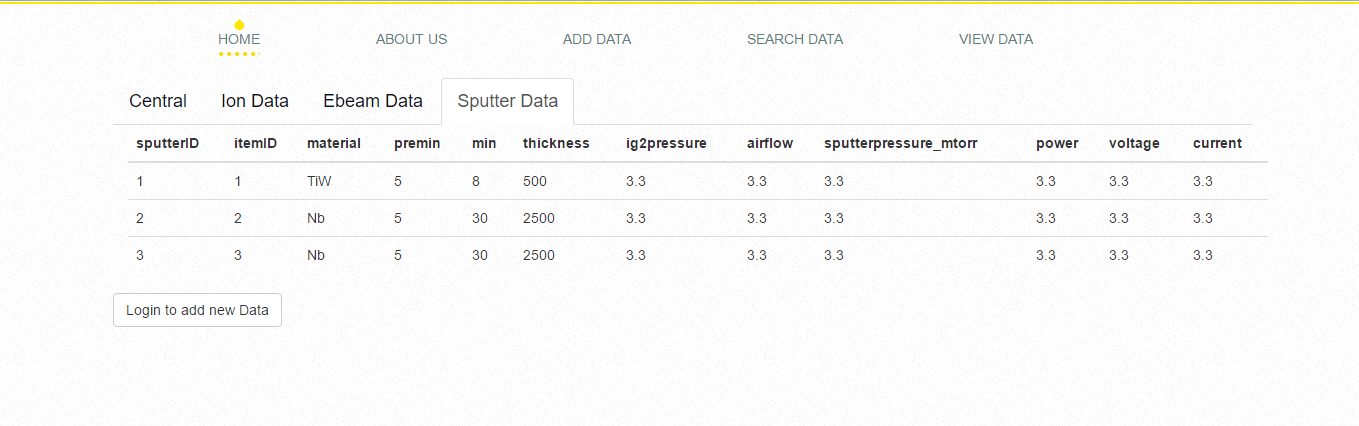 HOME ABOUT US ADD DATA SEARCH DATA VIEW DATA
Central Ion Data Ebeam Data Sputter Data
sputterID itemID material premin min thickness ig2pressure airflow sputterpressure_mtorr power voltage current
1 1 TiW 5 8 500 3.3 3.3 3.3 3.3 3.3 3.3
2 2 Nb 5 30 2500 3.3 3.3 3.3 3.3 3.3 3.3
3 3 Nb 5 30 2500 3.3 3.3 3.3 3.3 3.3 3.3
Login to add new Data